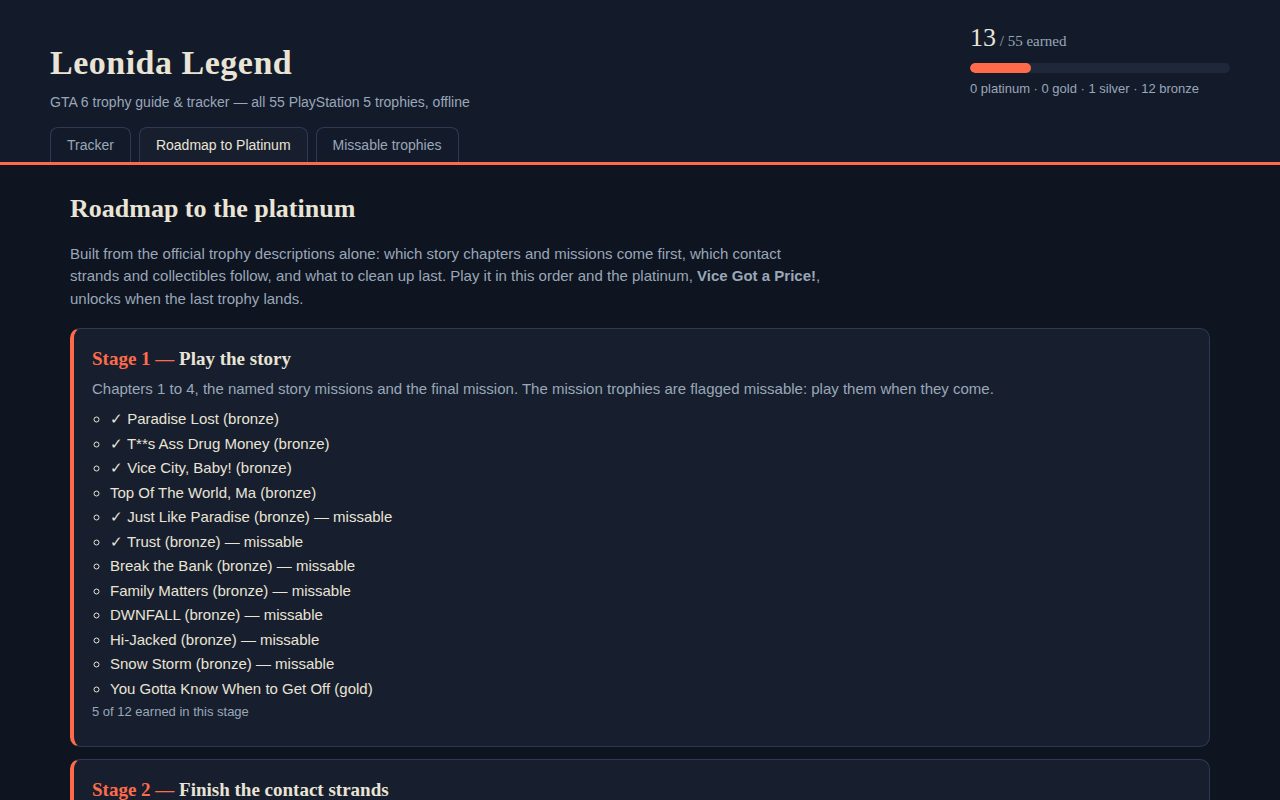 Leonida Legend
GTA 6 trophy guide & tracker — all 55 PlayStation 5 trophies, offline
13 / 55 earned
0 platinum · 0 gold · 1 silver · 12 bronze
Tracker
Roadmap to Platinum
Missable trophies
Roadmap to the platinum
Built from the official trophy descriptions alone: which story chapters and missions come first, which contact
strands and collectibles follow, and what to clean up last. Play it in this order and the platinum, Vice Got a Price!,
unlocks when the last trophy lands.
Stage 1 — Play the story
Chapters 1 to 4, the named story missions and the final mission. The mission trophies are flagged missable: play them when they come.
✓ Paradise Lost (bronze)
✓ T**s Ass Drug Money (bronze)
✓ Vice City, Baby! (bronze)
Top Of The World, Ma (bronze)
✓ Just Like Paradise (bronze) — missable
✓ Trust (bronze) — missable
Break the Bank (bronze) — missable
Family Matters (bronze) — missable
DWNFALL (bronze) — missable
Hi-Jacked (bronze) — missable
Snow Storm (bronze) — missable
You Gotta Know When to Get Off (gold)
5 of 12 earned in this stage
Stage 2 — Finish the contact strands